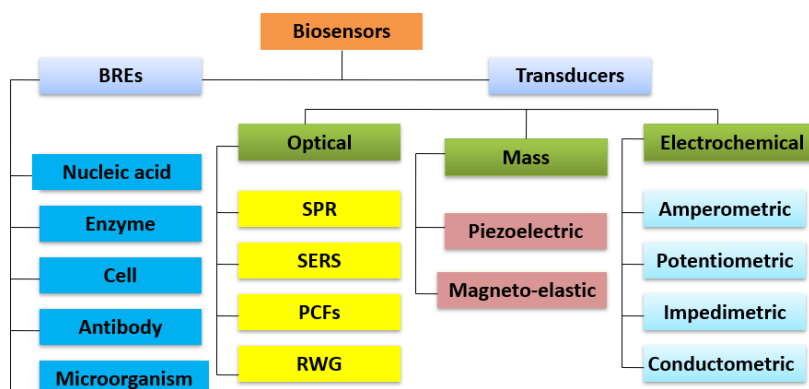 Biosensors
BREs
Transducers
Nucleic acid
Enzyme
Cell
Antibody
Microorganism
Optical
SPR
SERS
PCFs
RWG
Mass
Piezoelectric
Magneto-elastic
Electrochemical
Amperometric
Potentiometric
Impedimetric
Conductometric